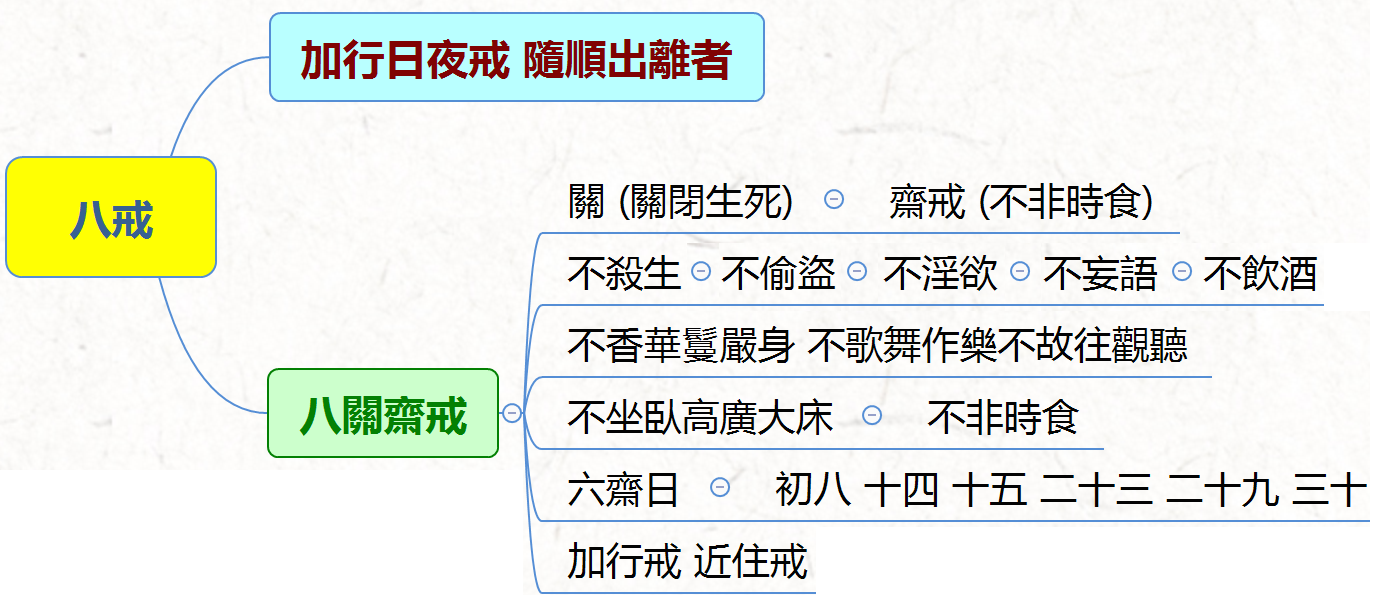 加行日夜戒 隨順出離者
八戒
關 (關閉生死) 齋戒 (不非時食)
不殺生 不偷盜 不淫欲 不妄語 不飲酒
不香華鬘嚴身 不歌舞作樂不故往觀聽
八關齋戒
不坐臥高廣大床 不非時食
六齋日 初八 十四 十五 二十三 二十九 三十
加行戒 近住戒